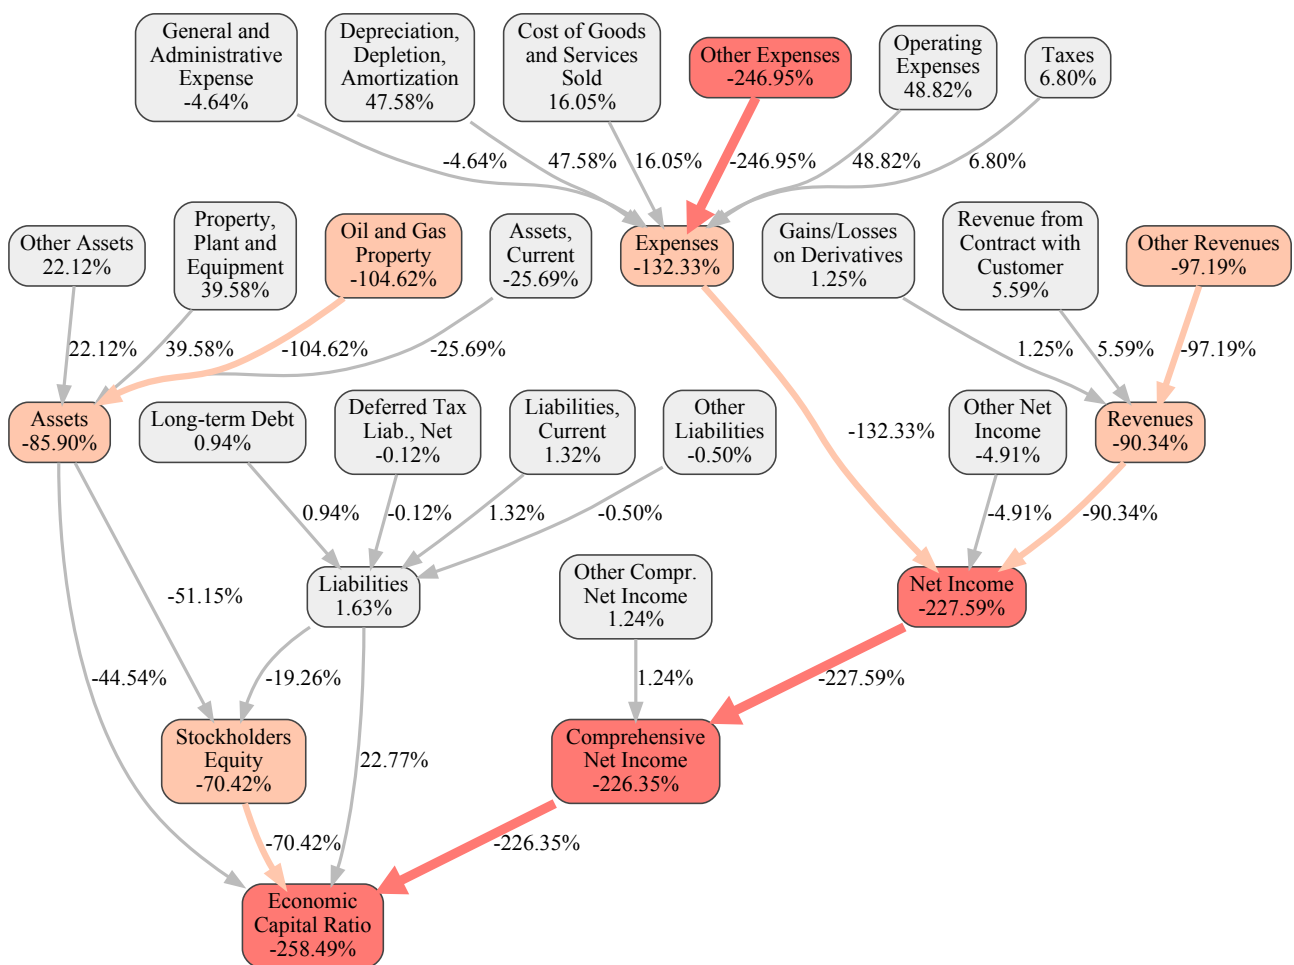 General and
Administrative
Expense
-4.64%
Depreciation,
Depletion,
Amortization
47.58%
Cost of Goods
and Services
Sold
16.05%
Other Expenses
-246.95%
Operating
Expenses
48.82%
Taxes
6.80%
-4.64%
47.58%
16.05%
-246.95%
48.82%
6.80%
Other Assets
22.12%
Property,
Plant and
Equipment
39.58%
Oil and Gas
Property
-104.62%
Assets,
Current
-25.69%
Expenses
-132.33%
Gains/Losses
on Derivatives
1.25%
Revenue from
Contract with
Customer
5.59%
Other Revenues
-97.19%
22.12%
39.58%
-104.62%
-25.69%
1.25%
5.59%
-97.19%
Assets
-85.90%
Long-term Debt
0.94%
Deferred Tax
Liab., Net
-0.12%
Liabilities,
Current
1.32%
Other
Liabilities
-0.50%
-132.33%
Other Net
Income
-4.91%
Revenues
-90.34%
0.94%
-0.12%
1.32%
-0.50%
-4.91%
-90.34%
-51.15%
Liabilities
1.63%
Other Compr.
Net Income
1.24%
Net Income
-227.59%
-44.54%
-19.26%
1.24%
-227.59%
Stockholders
Equity
-70.42%
22.77%
Comprehensive
Net Income
-226.35%
-70.42%
-226.35%
Economic
Capital Ratio
-258.49%